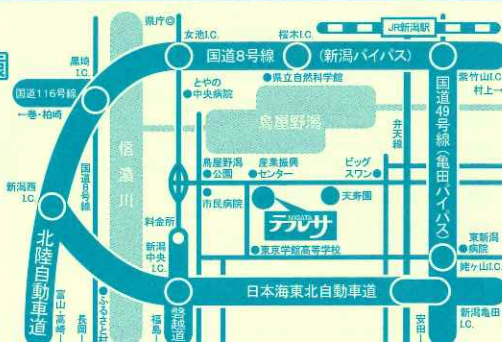 県庁◎
女池I.C.
桜木I.C.
JR新潟駅
黒埼
I.C.
国道8号線
(新潟バイパス)
紫竹山I.C.
村上→
国道116号線
←巻・柏崎
とやの
●中央病院
●県立自然科学館
鳥屋野潟
弁天線
国道49号線(亀田バイパス)
国道8号線
信濃川
鳥屋野潟
●公園
産業振興
●センター
ビッグ
スワン●
新潟西
I.C.
●市民病院
天寿園
NIIGATA
テルサ
料金所
新潟
中央
I.C.
●東京学館高等学校
東新潟
●病院
姥ケ山I.C.
北陸自動車道
日本海東北自動車道
富山・高崎
長岡
●ふるさと村
福島
磐越道
安田
新潟亀田
I.C.